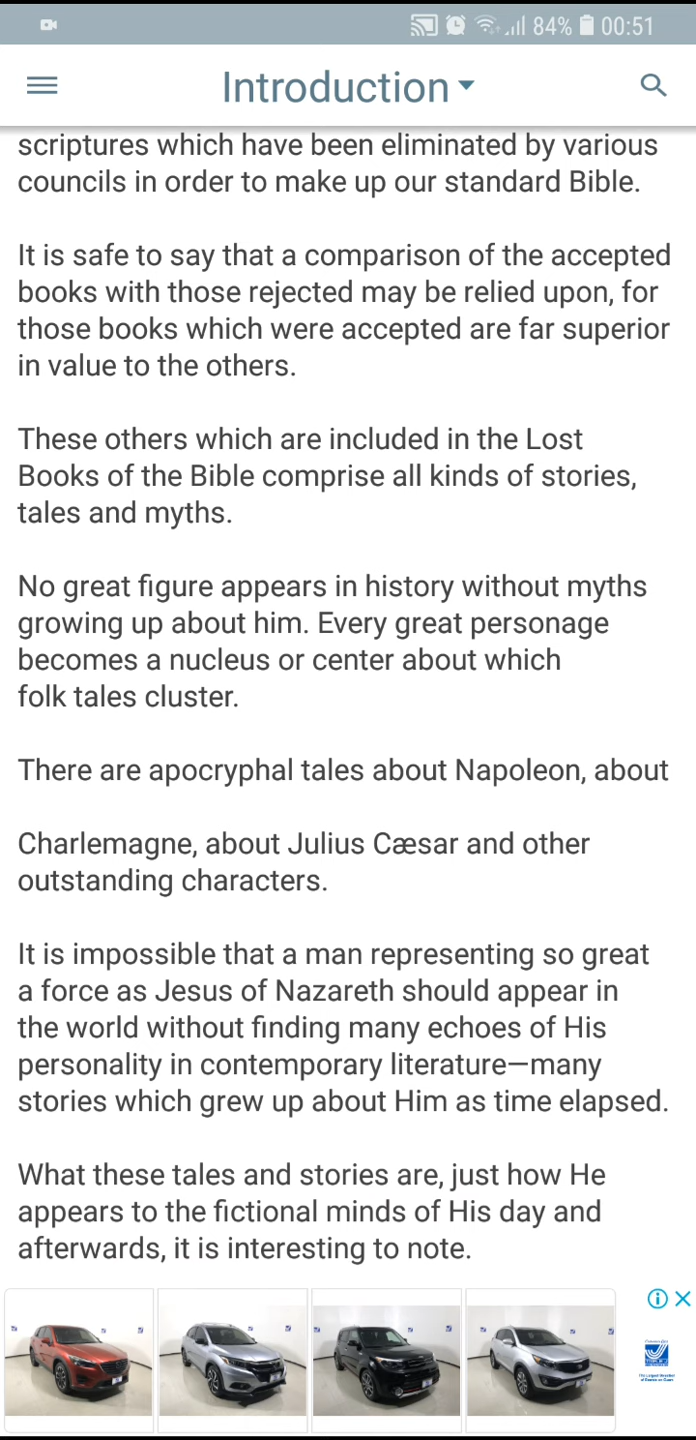 84% 00:51
Introduction
scriptures which have been eliminated by various
councils in order to make up our standard Bible.
It is safe to say that a comparison of the accepted
books with those rejected may be relied upon, for
those books which were accepted are far superior
in value to the others.
These others which are included in the Lost
Books of the Bible comprise all kinds of stories,
tales and myths.
No great figure appears in history without myths
growing up about him. Every great personage
becomes a nucleus or center about which
folk tales cluster.
There are apocryphal tales about Napoleon, about
Charlemagne, about Julius Cæsar and other
outstanding characters.
It is impossible that a man representing so great
a force as Jesus of Nazareth should appear in
the world without finding many echoes of His
personality in contemporary literature—many
stories which grew up about Him as time elapsed.
What these tales and stories are, just how He
appears to the fictional minds of His day and
afterwards, it is interesting to note.